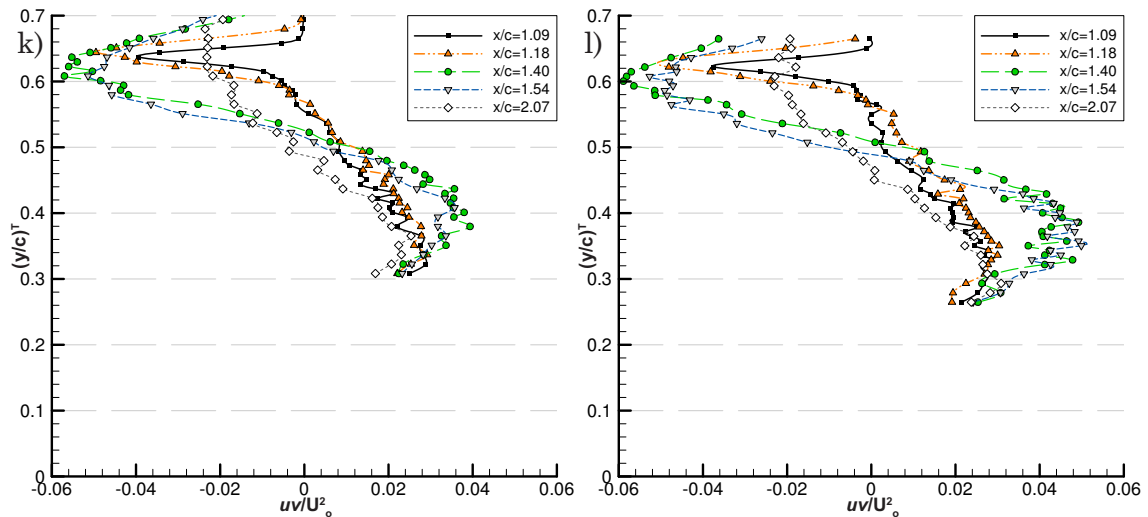 k)
0.7
0.6
0.5
0.4
0.3
0.2
0.1
0
(y/c)ᵀ
-0.06
-0.04
-0.02
0
0.02
0.04
0.06
uv/U²ₒ
x/c=1.09
x/c=1.18
x/c=1.40
x/c=1.54
x/c=2.07
l)
0.7
0.6
0.5
0.4
0.3
0.2
0.1
0
(y/c)ᵀ
-0.06
-0.04
-0.02
0
0.02
0.04
0.06
uv/U²ₒ
x/c=1.09
x/c=1.18
x/c=1.40
x/c=1.54
x/c=2.07